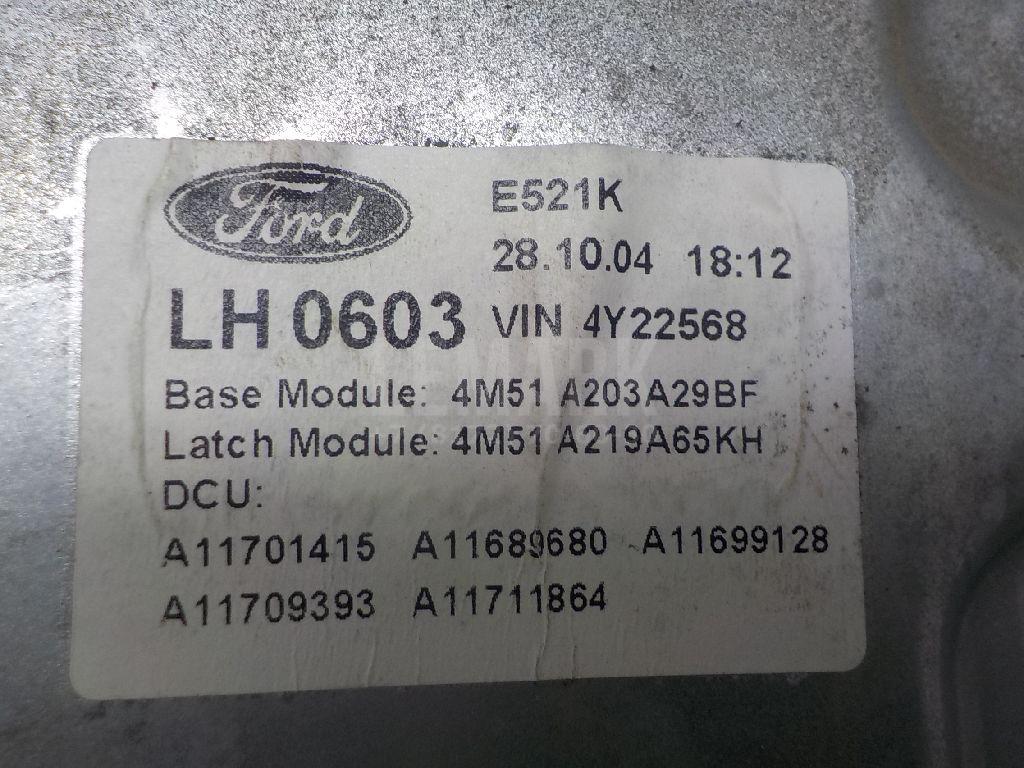 Ford
E521K
28.10.04 18:12
LH 0603 VIN 4Y22568
Base Module: 4M51 A203A29BF
Latch Module: 4M51 A219A65KH
DCU:
A11701415 A11689680 A11699128
A11709393 A11711864